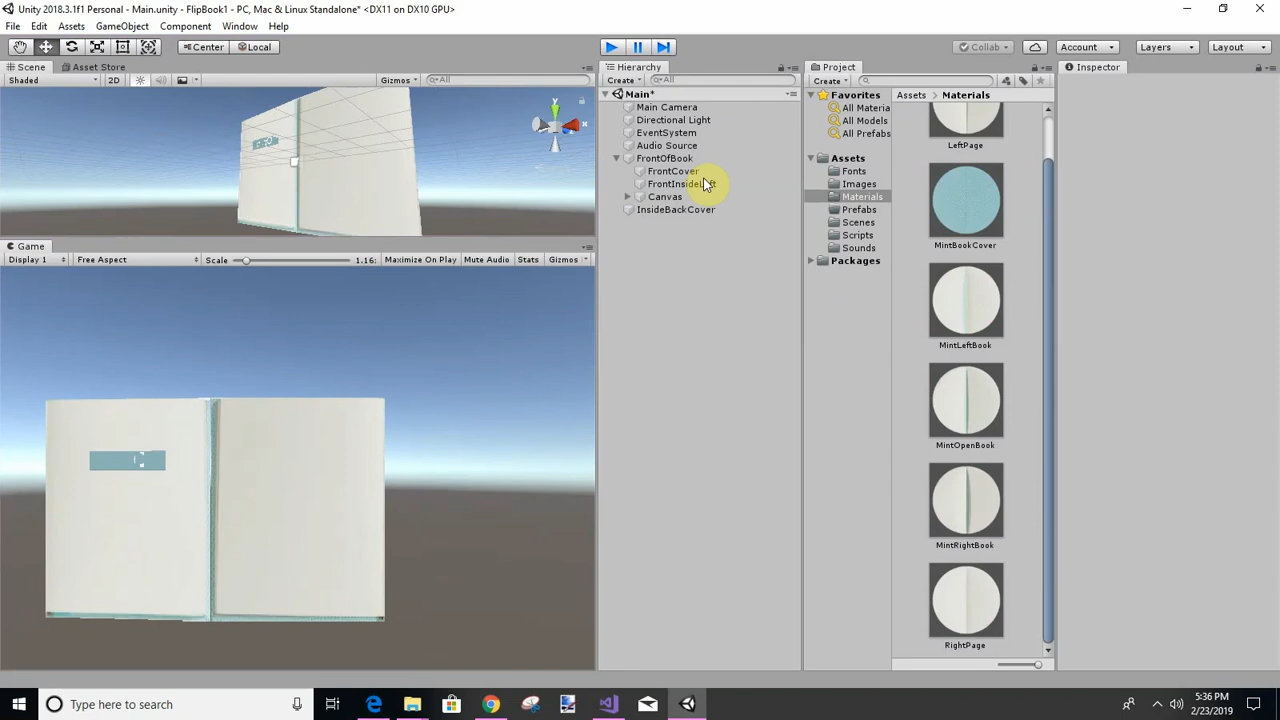 Unity 2018.3.1f1 Personal - Main.unity - FlipBook1 - PC, Mac & Linux Standalone* <DX11 on DX10 GPU>
File Edit Assets GameObject Component Window Help
Center Local Collab Account Layers Layout
Scene Asset Store
Shaded 2D Gizmos All
Game
Display 1 Free Aspect Scale 1.16: Maximize On Play Mute Audio Stats Gizmos
Hierarchy
Create All
Main*
Main Camera
Directional Light
EventSystem
Audio Source
FrontOfBook
FrontCover
FrontInsideLeft
Canvas
InsideBackCover
Project
Create
Favorites
All Materia
All Models
All Prefabs
Assets
Fonts
Images
Materials
Prefabs
Scenes
Scripts
Sounds
Packages
Assets > Materials
LeftPage
MintBookCover
MintLeftBook
MintOpenBook
MintRightBook
RightPage
Inspector
Type here to search
5:36 PM
2/23/2019